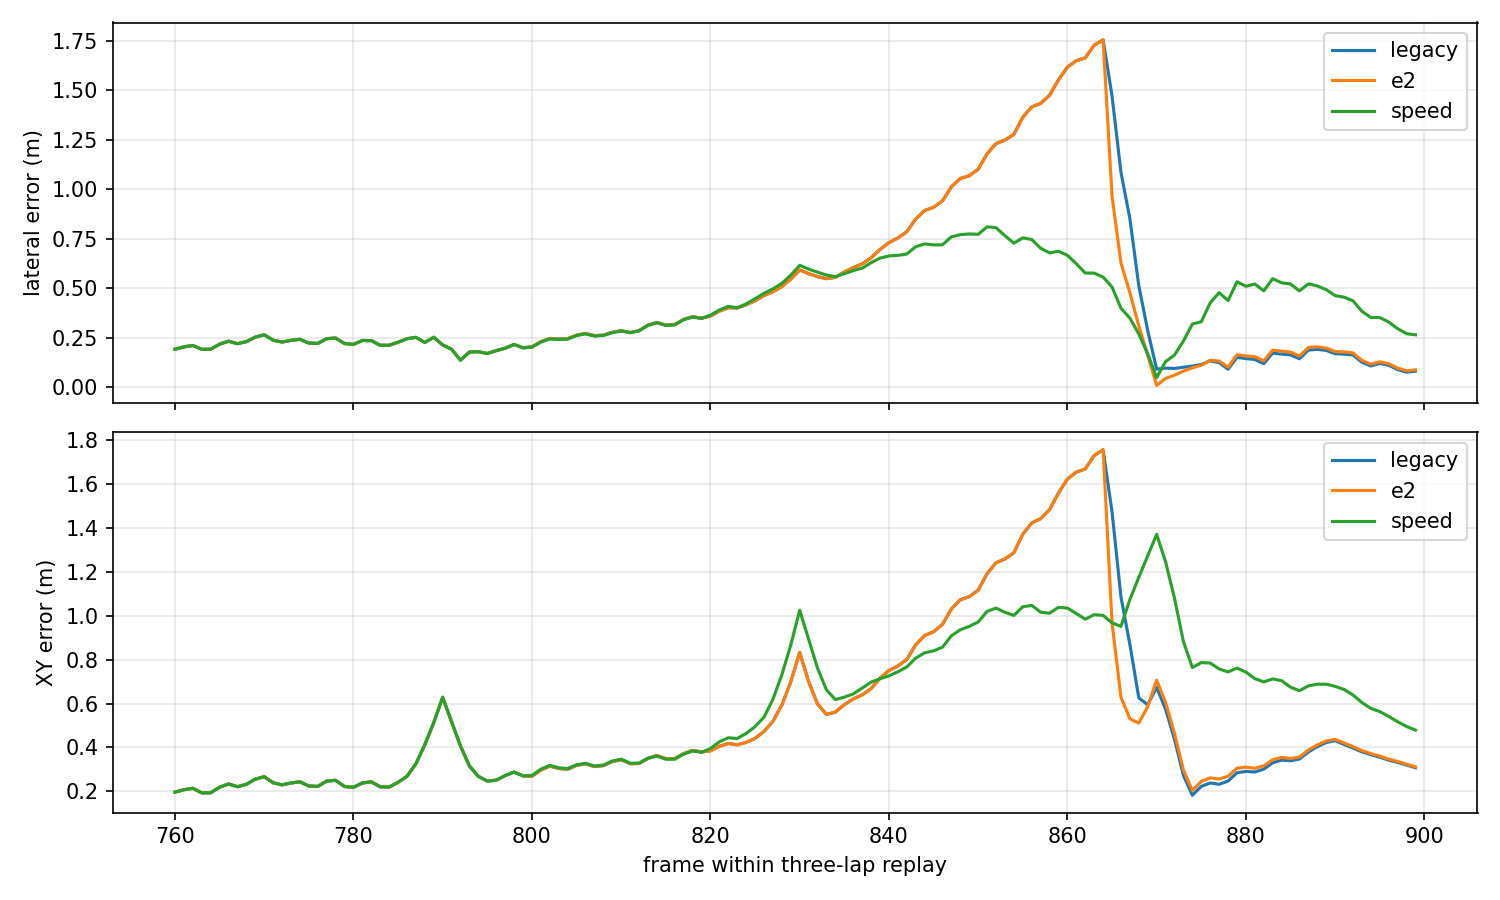 lateral error (m)
1.75
1.50
1.25
1.00
0.75
0.50
0.25
0.00
legacy
e2
speed
XY error (m)
1.8
1.6
1.4
1.2
1.0
0.8
0.6
0.4
0.2
legacy
e2
speed
760 780 800 820 840 860 880 900
frame within three-lap replay